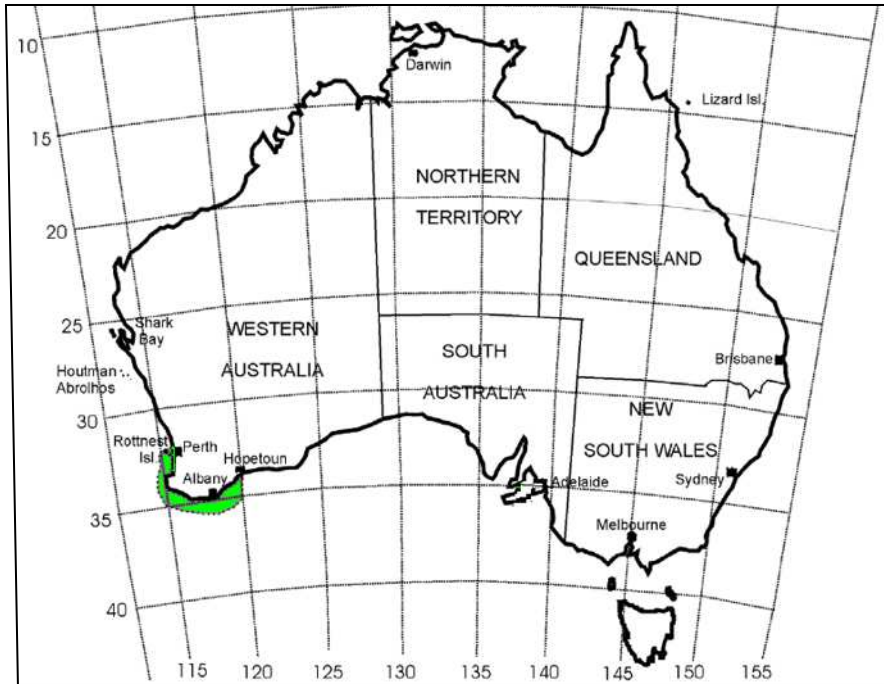 10
Darwin
Lizard Isl.
15
NORTHERN
TERRITORY
20
QUEENSLAND
25
Shark
Bay
WESTERN
AUSTRALIA
SOUTH
AUSTRALIA
Brisbane
Houtman
Abrolhos
30
NEW
SOUTH WALES
Rottnest
Isl.
Perth
Hopetoun
Albany
Adelaide
Sydney
35
Melbourne
40
115 120 125 130 135 140 145 150 155